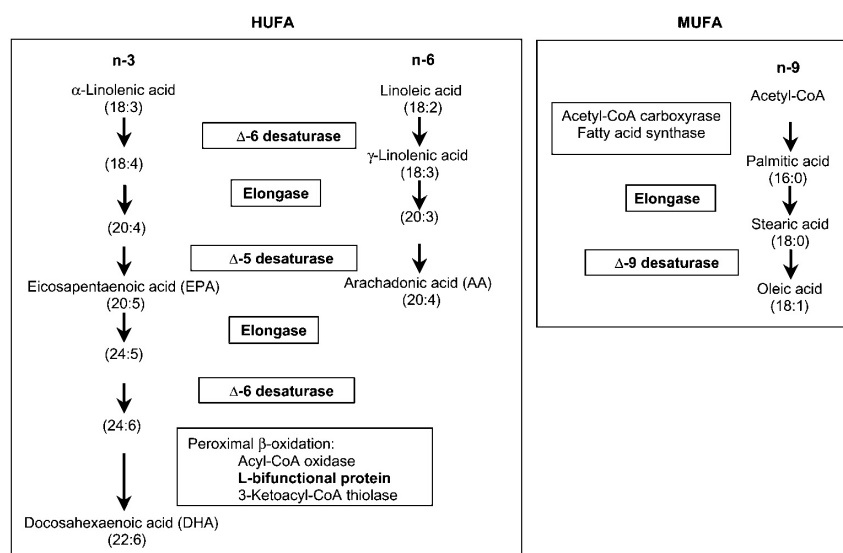 HUFA
n-3
α-Linolenic acid
(18:3)
(18:4)
(20:4)
Eicosapentaenoic acid (EPA)
(20:5)
(24:5)
(24:6)
Docosahexaenoic acid (DHA)
(22:6)
Δ-6 desaturase
Elongase
Δ-5 desaturase
Elongase
Δ-6 desaturase
Peroximal β-oxidation:
Acyl-CoA oxidase
L-bifunctional protein
3-Ketoacyl-CoA thiolase
n-6
Linoleic acid
(18:2)
γ-Linolenic acid
(18:3)
(20:3)
Arachadonic acid (AA)
(20:4)
MUFA
n-9
Acetyl-CoA
Acetyl-CoA carboxyrase
Fatty acid synthase
Palmitic acid
(16:0)
Elongase
Stearic acid
(18:0)
Δ-9 desaturase
Oleic acid
(18:1)